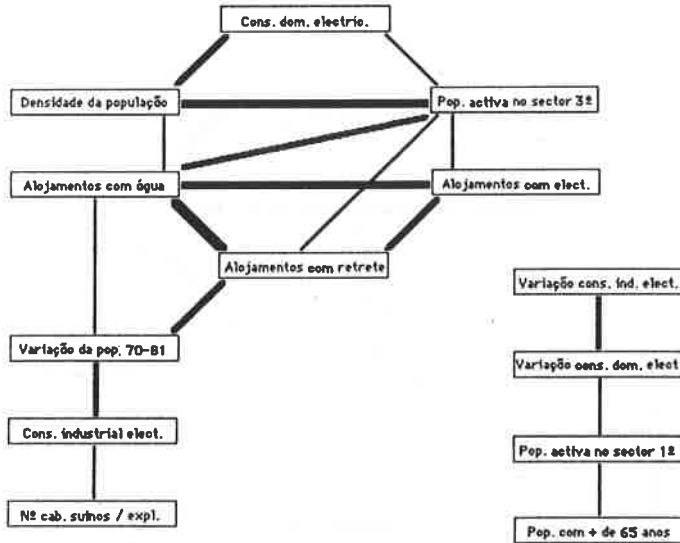 Cons. dom. electric.
Densidade da população
Pop. activa no sector 3º
Alojamentos com água
Alojamentos com elect.
Alojamentos com retrete
Variação cons. ind. elect.
Variação da pop. 70-81
Variação cons. dom. elect
Cons. industrial elect.
Pop. activa no sector 1º
Nº cab. suinos / expl.
Pop. com + de 65 anos